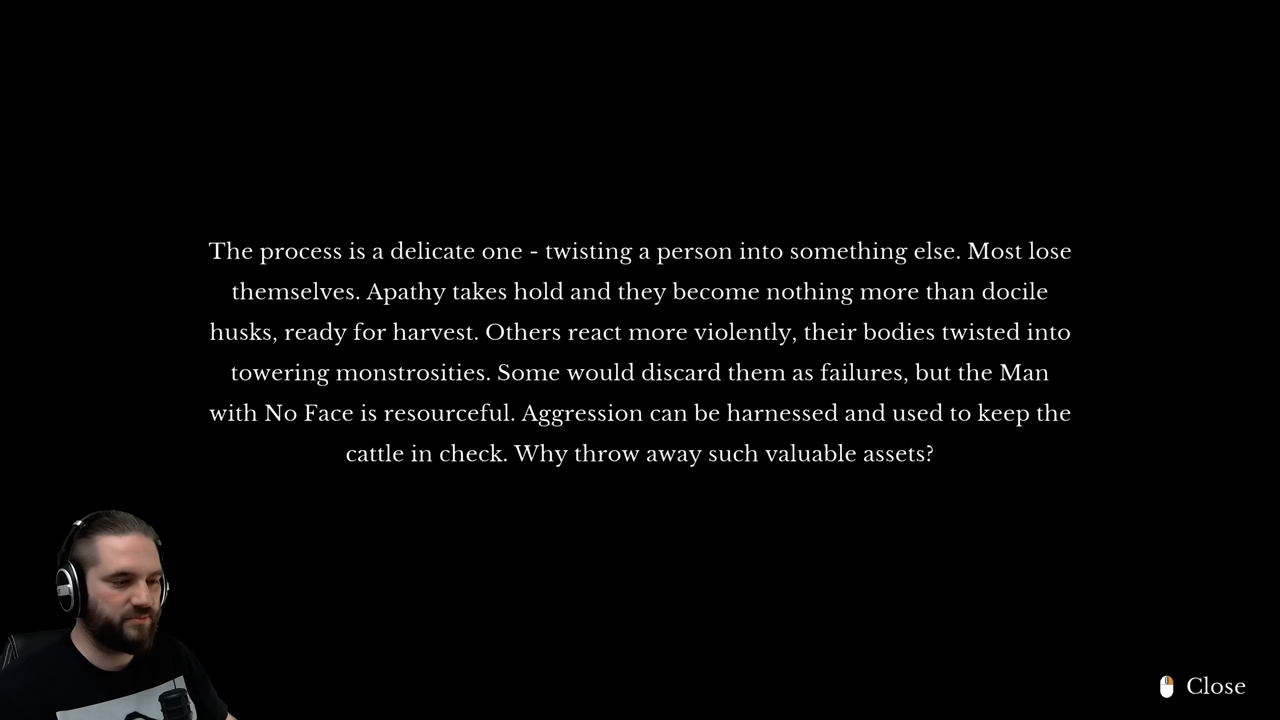 The process is a delicate one - twisting a person into something else. Most lose
themselves. Apathy takes hold and they become nothing more than docile
husks, ready for harvest. Others react more violently, their bodies twisted into
towering monstrosities. Some would discard them as failures, but the Man
with No Face is resourceful. Aggression can be harnessed and used to keep the
cattle in check. Why throw away such valuable assets?
Close